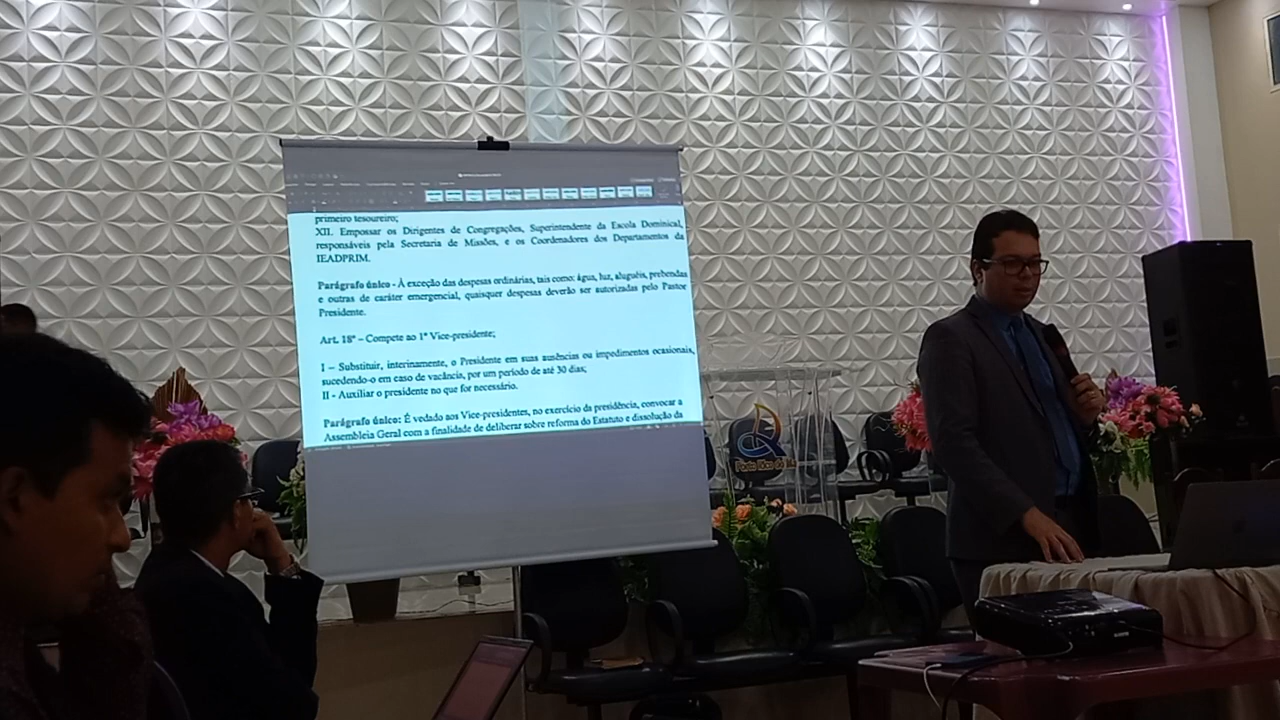 primeiro tesoureiro;
XII. Empossar os Dirigentes de Congregações, Superintendente da Escola Dominical,
responsáveis pela Secretaria de Missões, e os Coordenadores dos Departamentos da
IEADPRIM.
Parágrafo único - À exceção das despesas ordinárias, tais como: água, luz, aluguéis, prebendas
e outras de caráter emergencial, quaisquer despesas deverão ser autorizadas pelo Pastor
Presidente.
Art. 18º – Compete ao 1º Vice-presidente;
I – Substituir, interinamente, o Presidente em suas ausências ou impedimentos ocasionais,
sucedendo-o em caso de vacância, por um período de até 30 dias;
II - Auxiliar o presidente no que for necessário.
Parágrafo único: É vedado aos Vice-presidentes, no exercício da presidência, convocar a
Assembleia Geral com a finalidade de deliberar sobre reforma do Estatuto e dissolução da